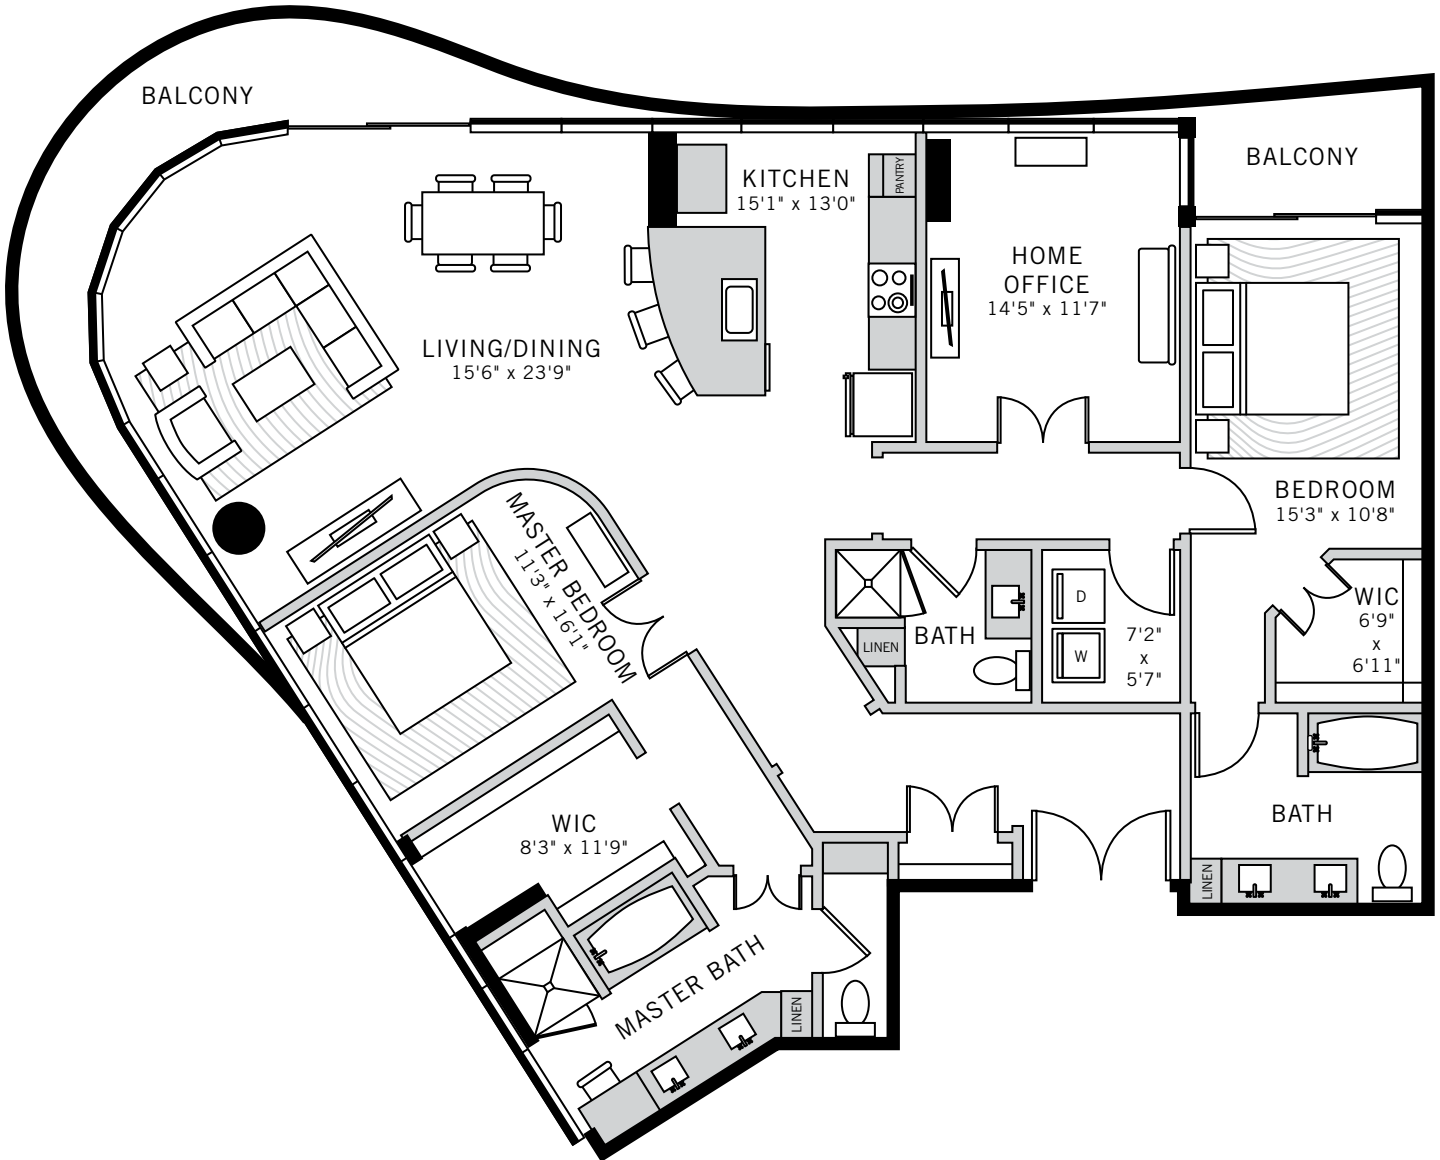 BALCONY
BALCONY
KITCHEN
15'1" x 13'0"
PANTRY
HOME
OFFICE
14'5" x 11'7"
LIVING/DINING
15'6" x 23'9"
BEDROOM
15'3" x 10'8"
MASTER BEDROOM
11'3" x 16'1"
D
W
7'2"
x
5'7"
BATH
LINEN
WIC
6'9"
x
6'11"
WIC
8'3" x 11'9"
BATH
LINEN
MASTER BATH
LINEN